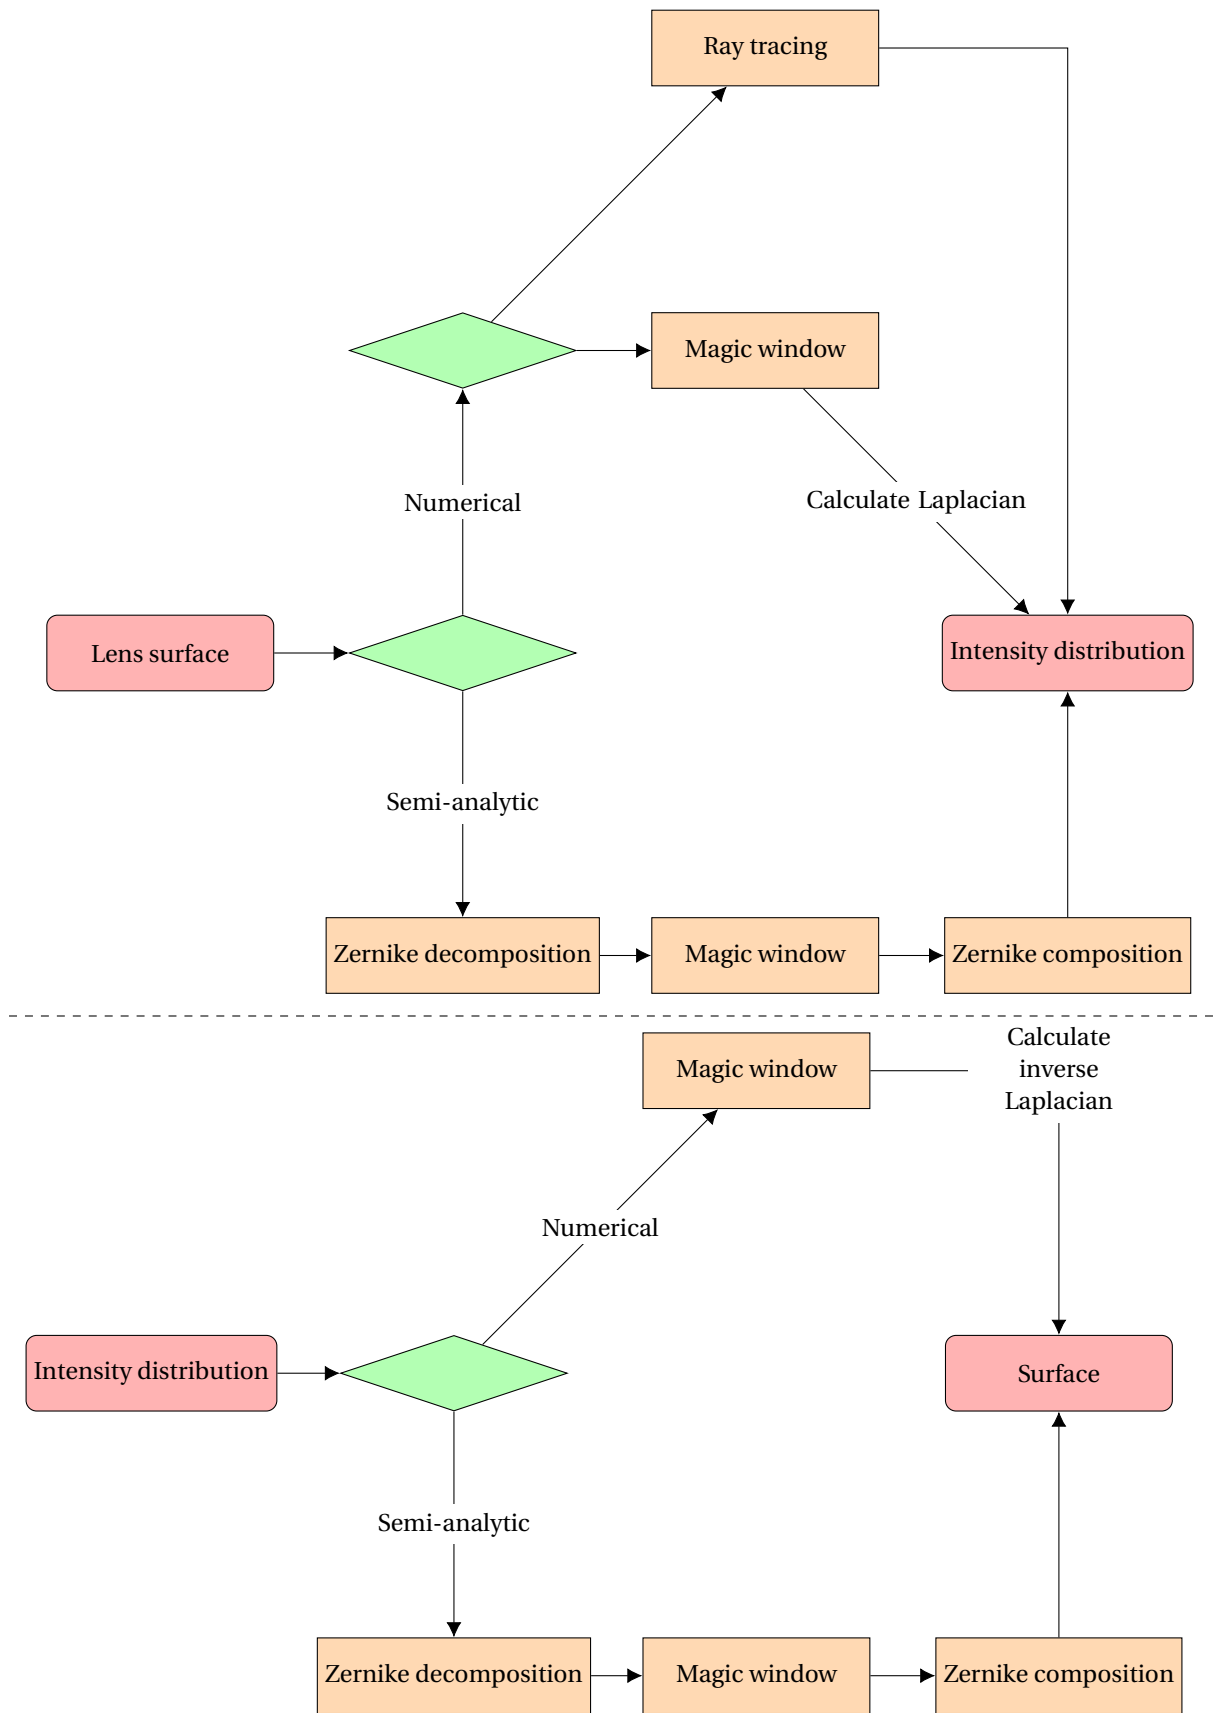 Ray tracing
Magic window
Numerical
Calculate Laplacian
Lens surface
Intensity distribution
Semi-analytic
Zernike decomposition
Magic window
Zernike composition
Magic window
Calculate
inverse
Laplacian
Numerical
Intensity distribution
Surface
Semi-analytic
Zernike decomposition
Magic window
Zernike composition